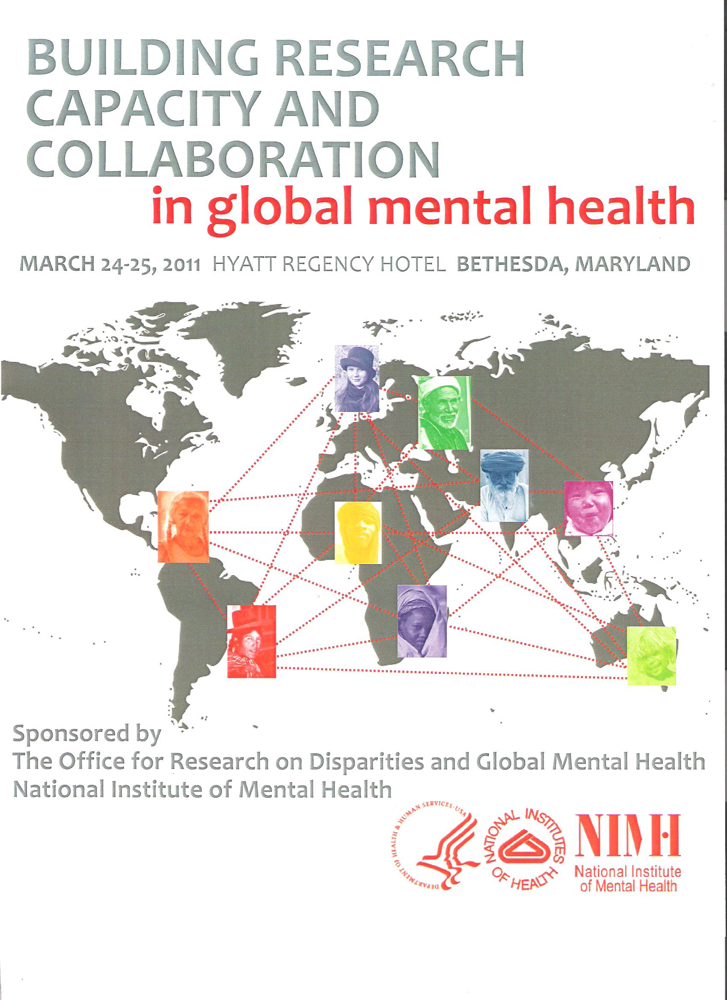 BUILDING RESEARCH
CAPACITY AND
COLLABORATION
in global mental health
MARCH 24-25, 2011 HYATT REGENCY HOTEL BETHESDA, MARYLAND
Sponsored by
The Office for Research on Disparities and Global Mental Health
National Institute of Mental Health
DEPARTMENT OF HEALTH & HUMAN SERVICES·USA
NATIONAL INSTITUTES
OF HEALTH
NIMH
National Institute
of Mental Health